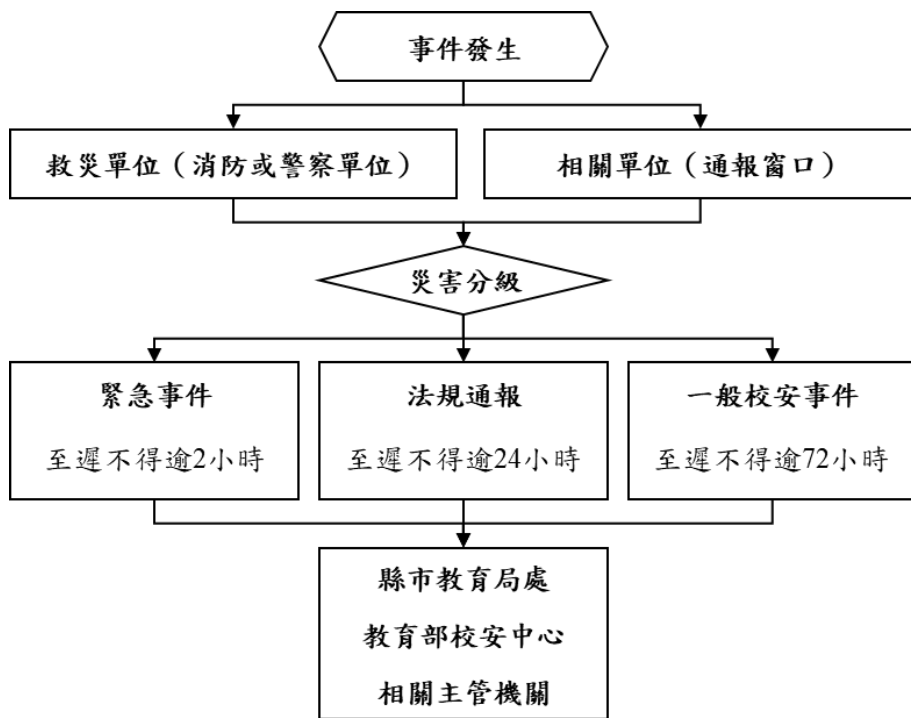 事件發生
救災單位（消防或警察單位）
相關單位（通報窗口）
災害分級
緊急事件
至遲不得逾2小時
法規通報
至遲不得逾24小時
一般校安事件
至遲不得逾72小時
縣市教育局處
教育部校安中心
相關主管機關